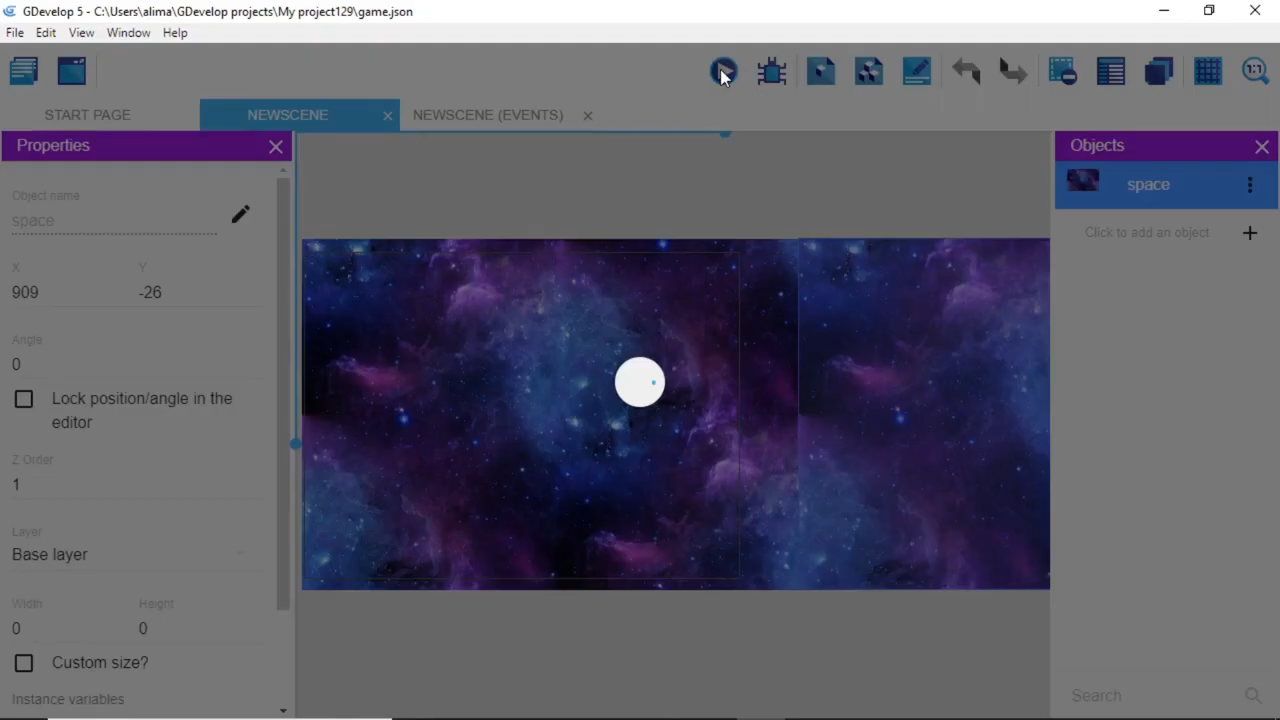 GDevelop 5 - C:\Users\alima\GDevelop projects\My project129\game.json
File Edit View Window Help
1:1
START PAGE NEWSCENE NEWSCENE (EVENTS)
Properties
Objects
Object name
space
space
Click to add an object
X Y
909 -26
Angle
0
Lock position/angle in the
editor
Z Order
1
Layer
Base layer
Width Height
0 0
Custom size?
Instance variables
Search